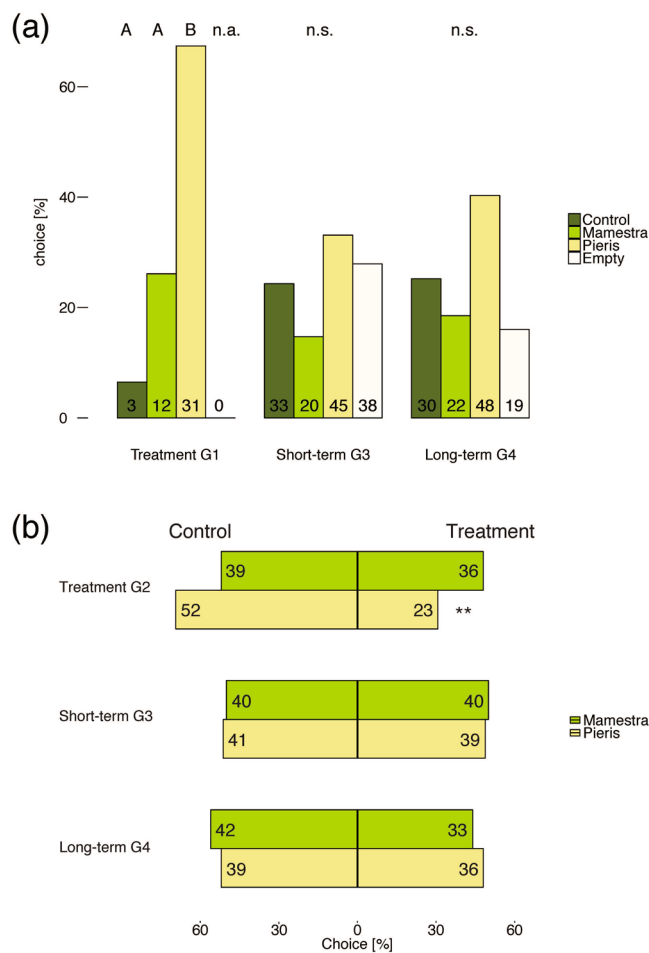 (a)
A A B n.a. n.s. n.s.
60
40
20
0
choice [%]
3 12 31 0 33 20 45 38 30 22 48 19
Treatment G1 Short-term G3 Long-term G4
Control
Mamestra
Pieris
Empty
(b)
Control Treatment
Treatment G2
39 36
52 23 **
Short-term G3
40 40
41 39
Mamestra
Pieris
Long-term G4
42 33
39 36
60 30 0 30 60
Choice [%]